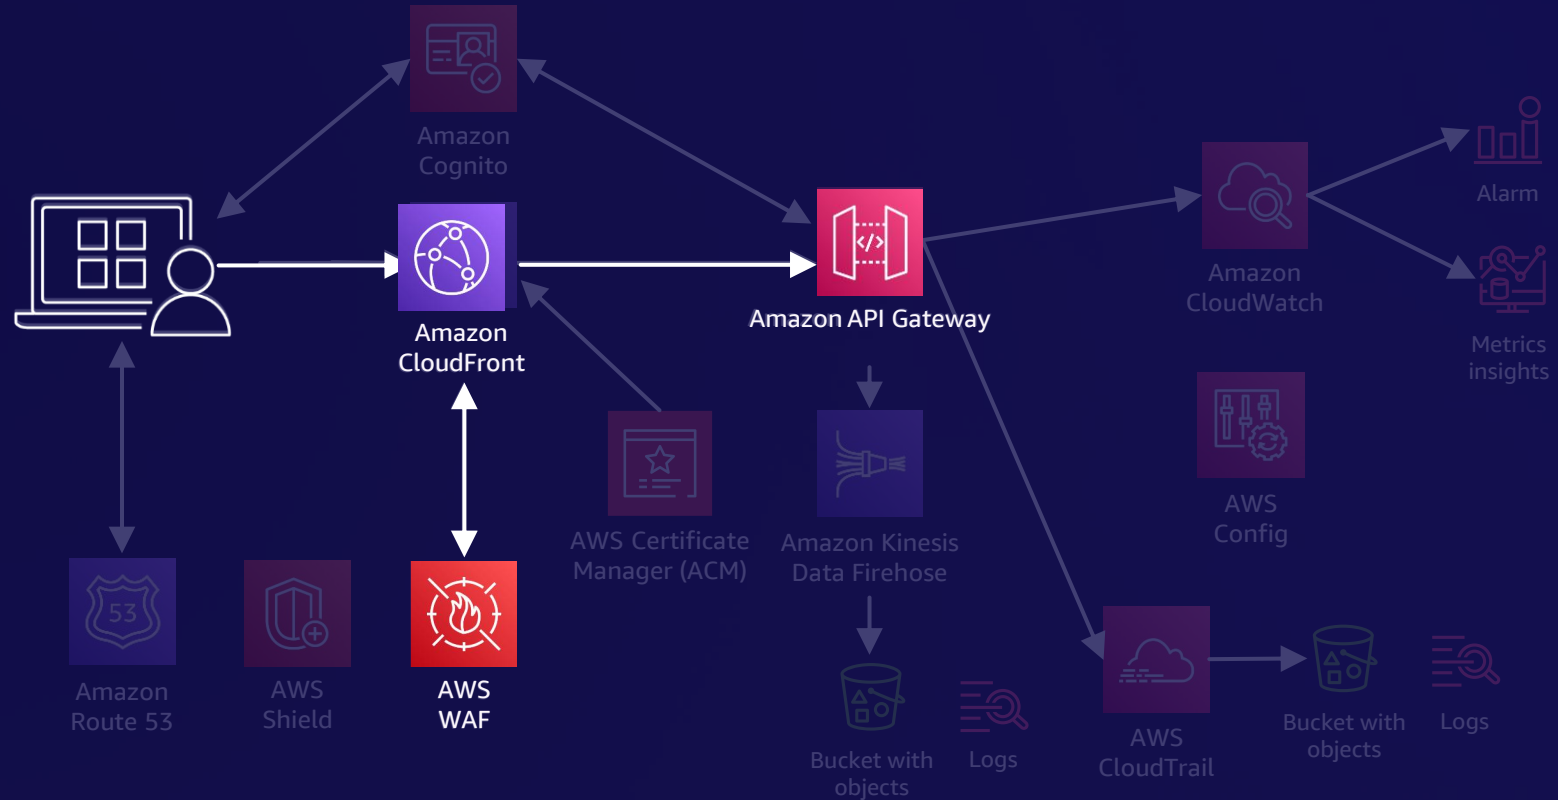 Amazon
Cognito
Amazon
CloudFront
Amazon API Gateway
</>
Amazon
CloudWatch
Alarm
Metrics
insights
AWS Certificate
Manager (ACM)
Amazon Kinesis
Data Firehose
AWS
Config
53
Amazon
Route 53
AWS
Shield
AWS
WAF
Bucket with
objects
Logs
AWS
CloudTrail
Bucket with
objects
Logs